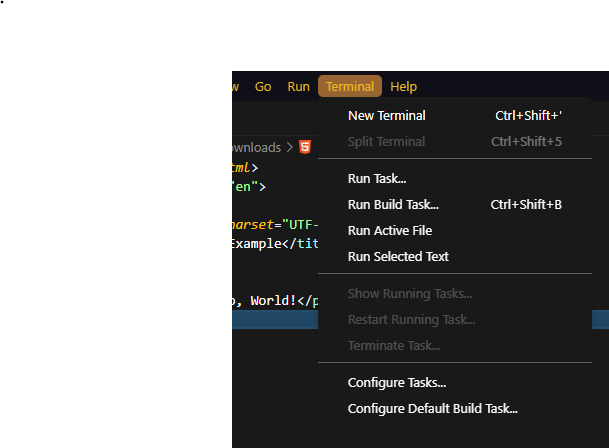 w Go Run Terminal Help
New Terminal Ctrl+Shift+'
Split Terminal Ctrl+Shift+5
ownloads >
tml>
"en">
Run Task...
Run Build Task... Ctrl+Shift+B
harset="UTF-
Run Active File
Example</tit
Run Selected Text
Show Running Tasks...
o, World!</p
Restart Running Task...
Terminate Task...
Configure Tasks...
Configure Default Build Task...